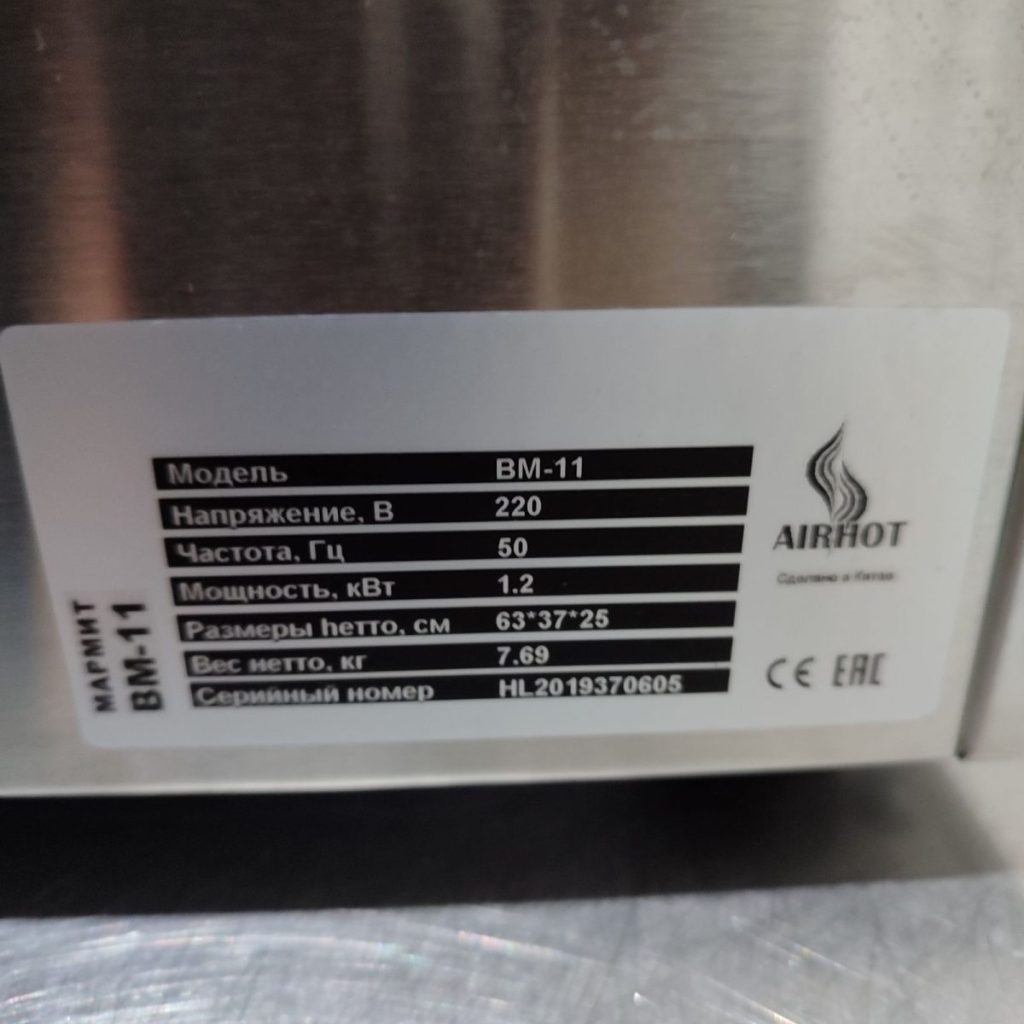 МАРМИТ
BM-11
Модель BM-11
Напряжение, В 220
Частота, Гц 50
Мощность, кВт 1.2
Размеры hетто, см 63*37*25
Вес нетто, кг 7.69
Серийный номер HL2019370605
AIRHOT
Сделано в Китае
CE EAC